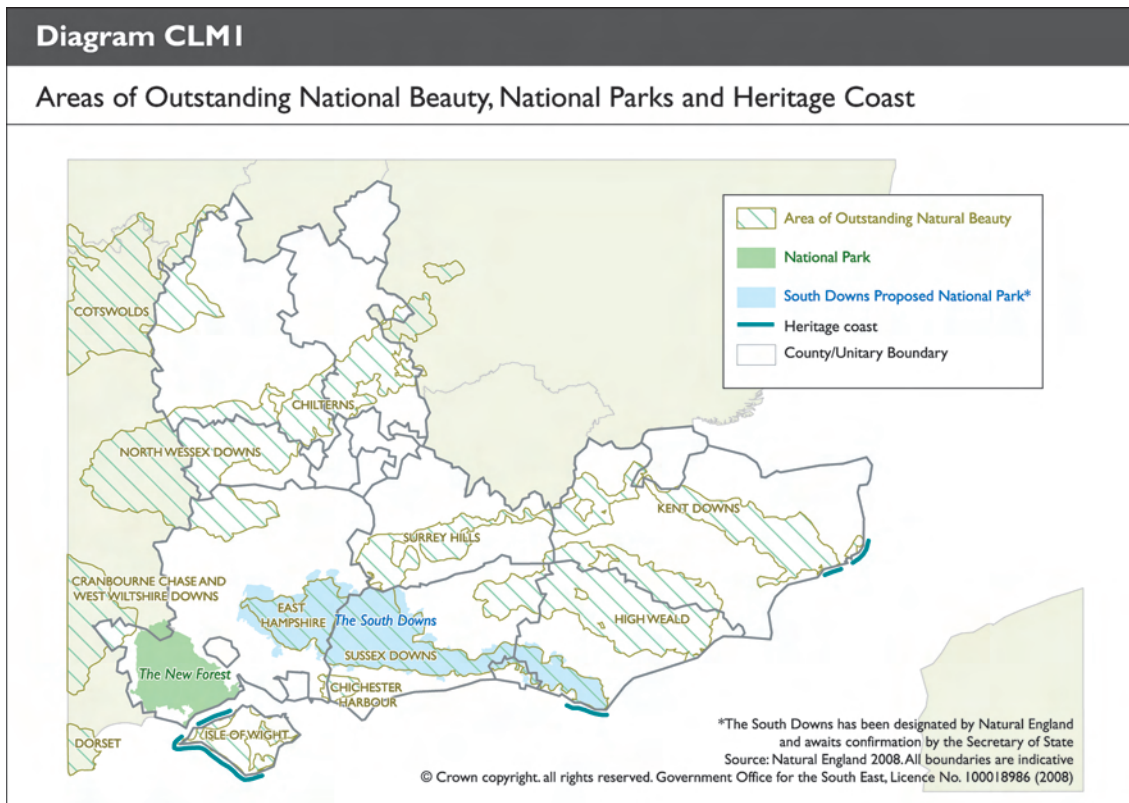 Diagram CLM1
Areas of Outstanding National Beauty, National Parks and Heritage Coast
Area of Outstanding Natural Beauty
National Park
South Downs Proposed National Park*
Heritage coast
County/Unitary Boundary
COTSWOLDS
CHILTERNS
NORTH WESSEX DOWNS
KENT DOWNS
SURREY HILLS
CRANBOURNE CHASE AND
WEST WILTSHIRE DOWNS
EAST
HAMPSHIRE
The South Downs
HIGH WEALD
SUSSEX DOWNS
The New Forest
CHICHESTER
HARBOUR
ISLE OF WIGHT
DORSET
*The South Downs has been designated by Natural England
and awaits confirmation by the Secretary of State
Source: Natural England 2008. All boundaries are indicative
© Crown copyright. all rights reserved. Government Office for the South East, Licence No. 100018986 (2008)